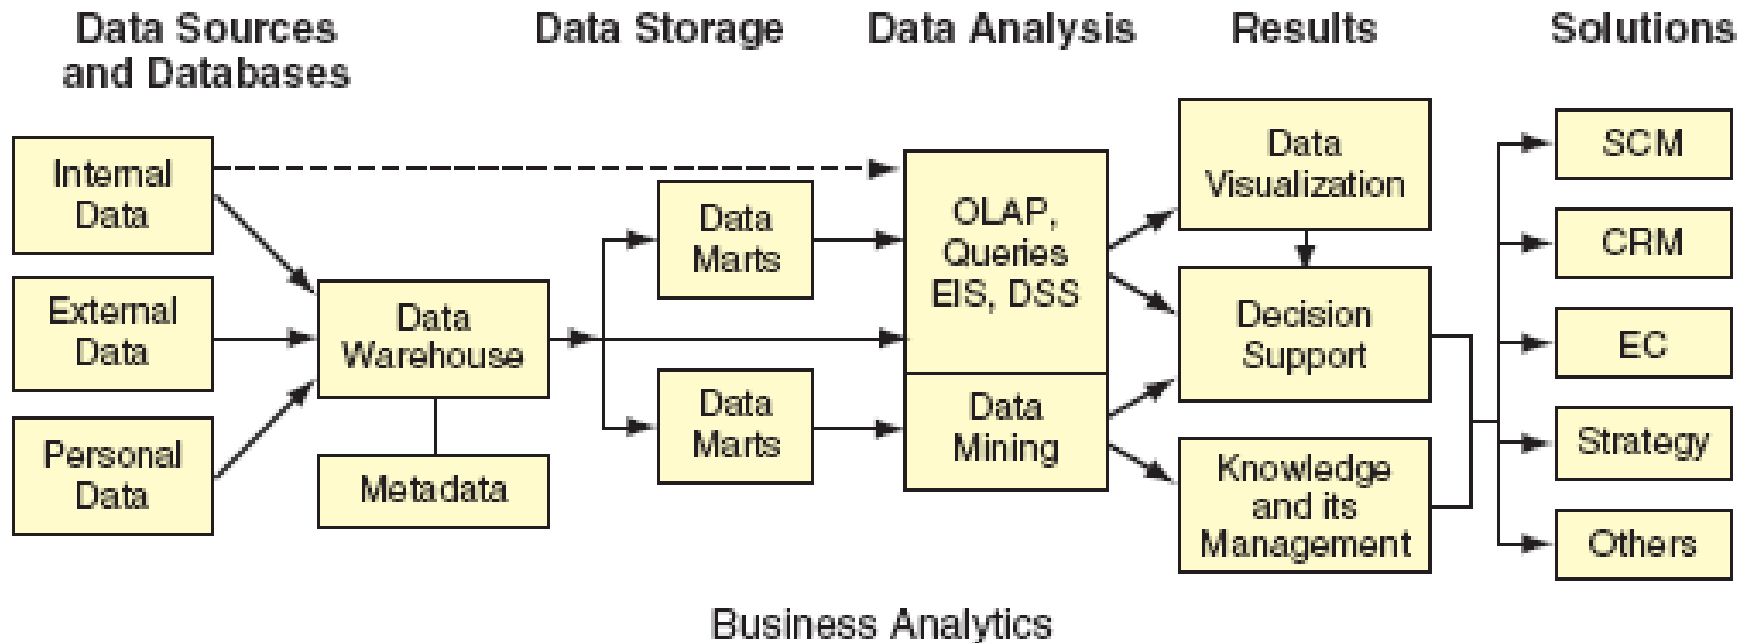 Data Sources
and Databases
Data Storage
Data Analysis
Results
Solutions
Internal
Data
External
Data
Personal
Data
Data
Warehouse
Metadata
Data
Marts
Data
Marts
OLAP,
Queries
EIS, DSS
Data
Mining
Data
Visualization
Decision
Support
Knowledge
and its
Management
SCM
CRM
EC
Strategy
Others
Business Analytics